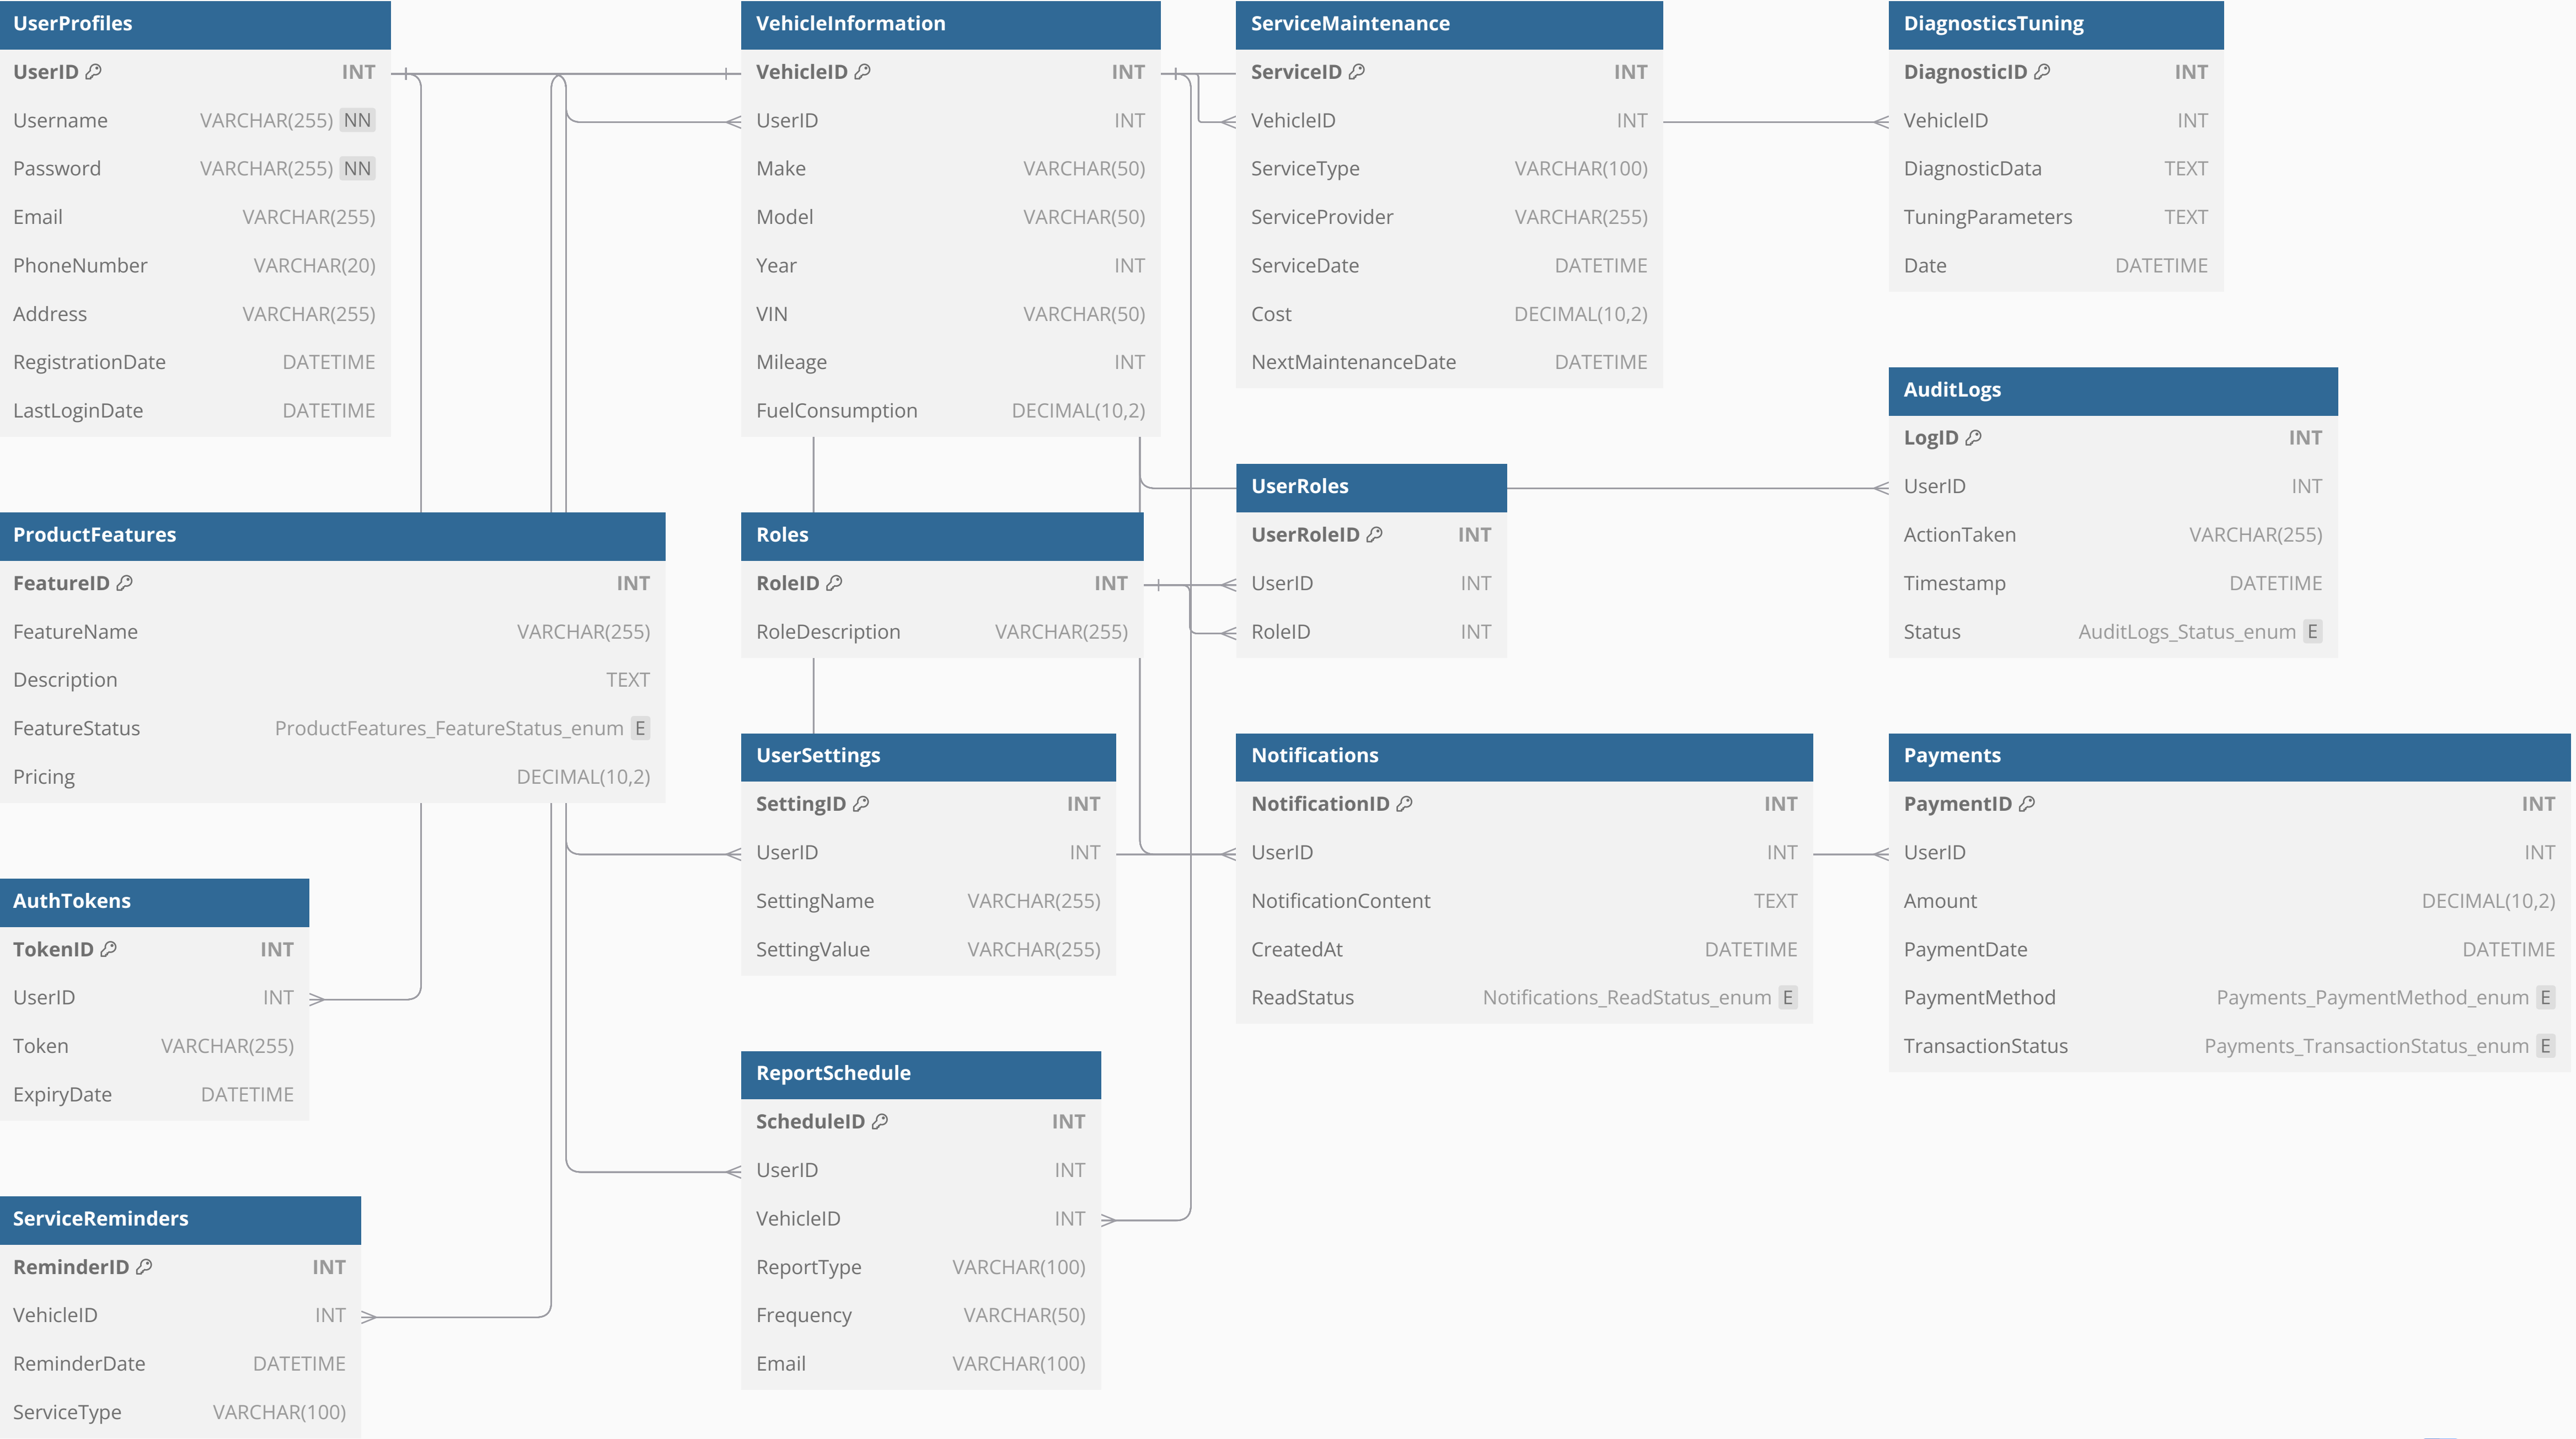 UserProfiles
UserID INT
Username VARCHAR(255) NN
Password VARCHAR(255) NN
Email VARCHAR(255)
PhoneNumber VARCHAR(20)
Address VARCHAR(255)
RegistrationDate DATETIME
LastLoginDate DATETIME
VehicleInformation
VehicleID INT
UserID INT
Make VARCHAR(50)
Model VARCHAR(50)
Year INT
VIN VARCHAR(50)
Mileage INT
FuelConsumption DECIMAL(10,2)
ServiceMaintenance
ServiceID INT
VehicleID INT
ServiceType VARCHAR(100)
ServiceProvider VARCHAR(255)
ServiceDate DATETIME
Cost DECIMAL(10,2)
NextMaintenanceDate DATETIME
DiagnosticsTuning
DiagnosticID INT
VehicleID INT
DiagnosticData TEXT
TuningParameters TEXT
Date DATETIME
AuditLogs
LogID INT
UserID INT
ActionTaken VARCHAR(255)
Timestamp DATETIME
Status AuditLogs_Status_enum E
ProductFeatures
FeatureID INT
FeatureName VARCHAR(255)
Description TEXT
FeatureStatus ProductFeatures_FeatureStatus_enum E
Pricing DECIMAL(10,2)
Roles
RoleID INT
RoleDescription VARCHAR(255)
UserRoles
UserRoleID INT
UserID INT
RoleID INT
UserSettings
SettingID INT
UserID INT
SettingName VARCHAR(255)
SettingValue VARCHAR(255)
Notifications
NotificationID INT
UserID INT
NotificationContent TEXT
CreatedAt DATETIME
ReadStatus Notifications_ReadStatus_enum E
Payments
PaymentID INT
UserID INT
Amount DECIMAL(10,2)
PaymentDate DATETIME
PaymentMethod Payments_PaymentMethod_enum E
TransactionStatus Payments_TransactionStatus_enum E
AuthTokens
TokenID INT
UserID INT
Token VARCHAR(255)
ExpiryDate DATETIME
ReportSchedule
ScheduleID INT
UserID INT
VehicleID INT
ReportType VARCHAR(100)
Frequency VARCHAR(50)
Email VARCHAR(100)
ServiceReminders
ReminderID INT
VehicleID INT
ReminderDate DATETIME
ServiceType VARCHAR(100)